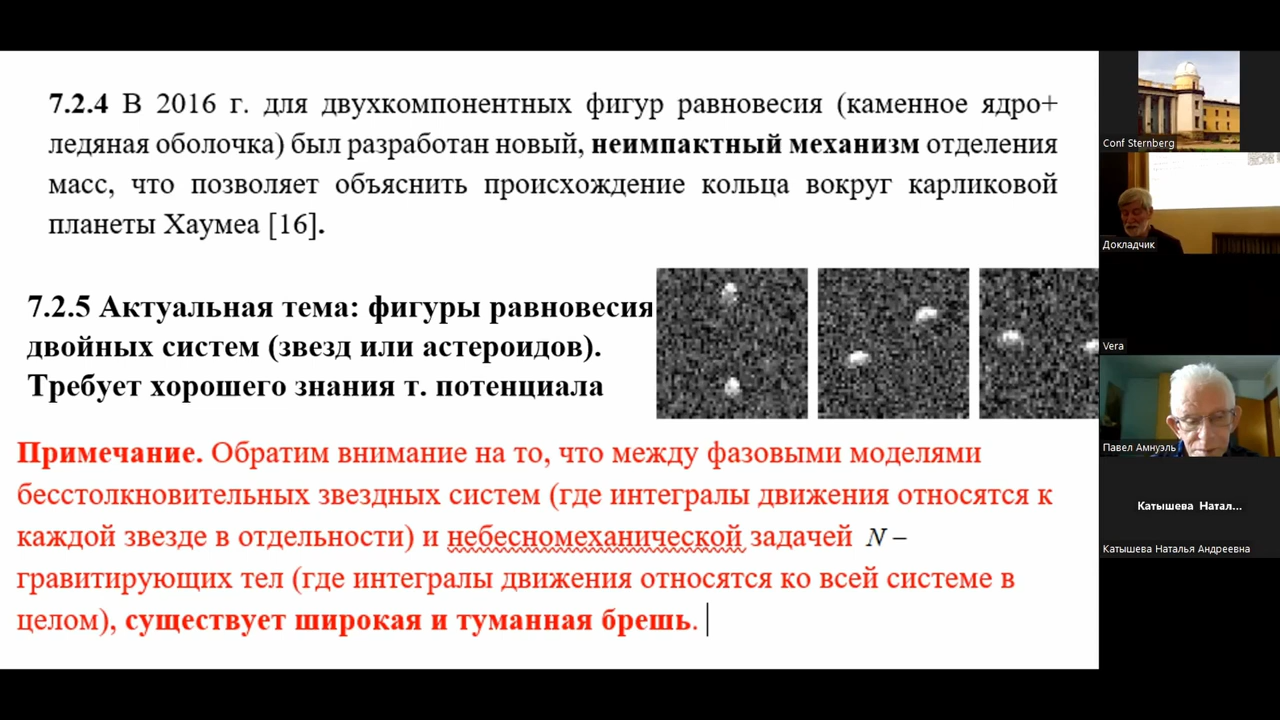 7.2.4 В 2016 г. для двухкомпонентных фигур равновесия (каменное ядро+
ледяная оболочка) был разработан новый, неимпактный механизм отделения
масс, что позволяет объяснить происхождение кольца вокруг карликовой
планеты Хаумеа [16].
7.2.5 Актуальная тема: фигуры равновесия
двойных систем (звезд или астероидов).
Требует хорошего знания т. потенциала
Примечание. Обратим внимание на то, что между фазовыми моделями
бесстолкновительных звездных систем (где интегралы движения относятся к
каждой звезде в отдельности) и небесномеханической задачей N –
гравитирующих тел (где интегралы движения относятся ко всей системе в
целом), существует широкая и туманная брешь.
Conf Sternberg
Докладчик
Vera
Павел Амнуэль
Катышева Натал...
Катышева Наталья Андреевна